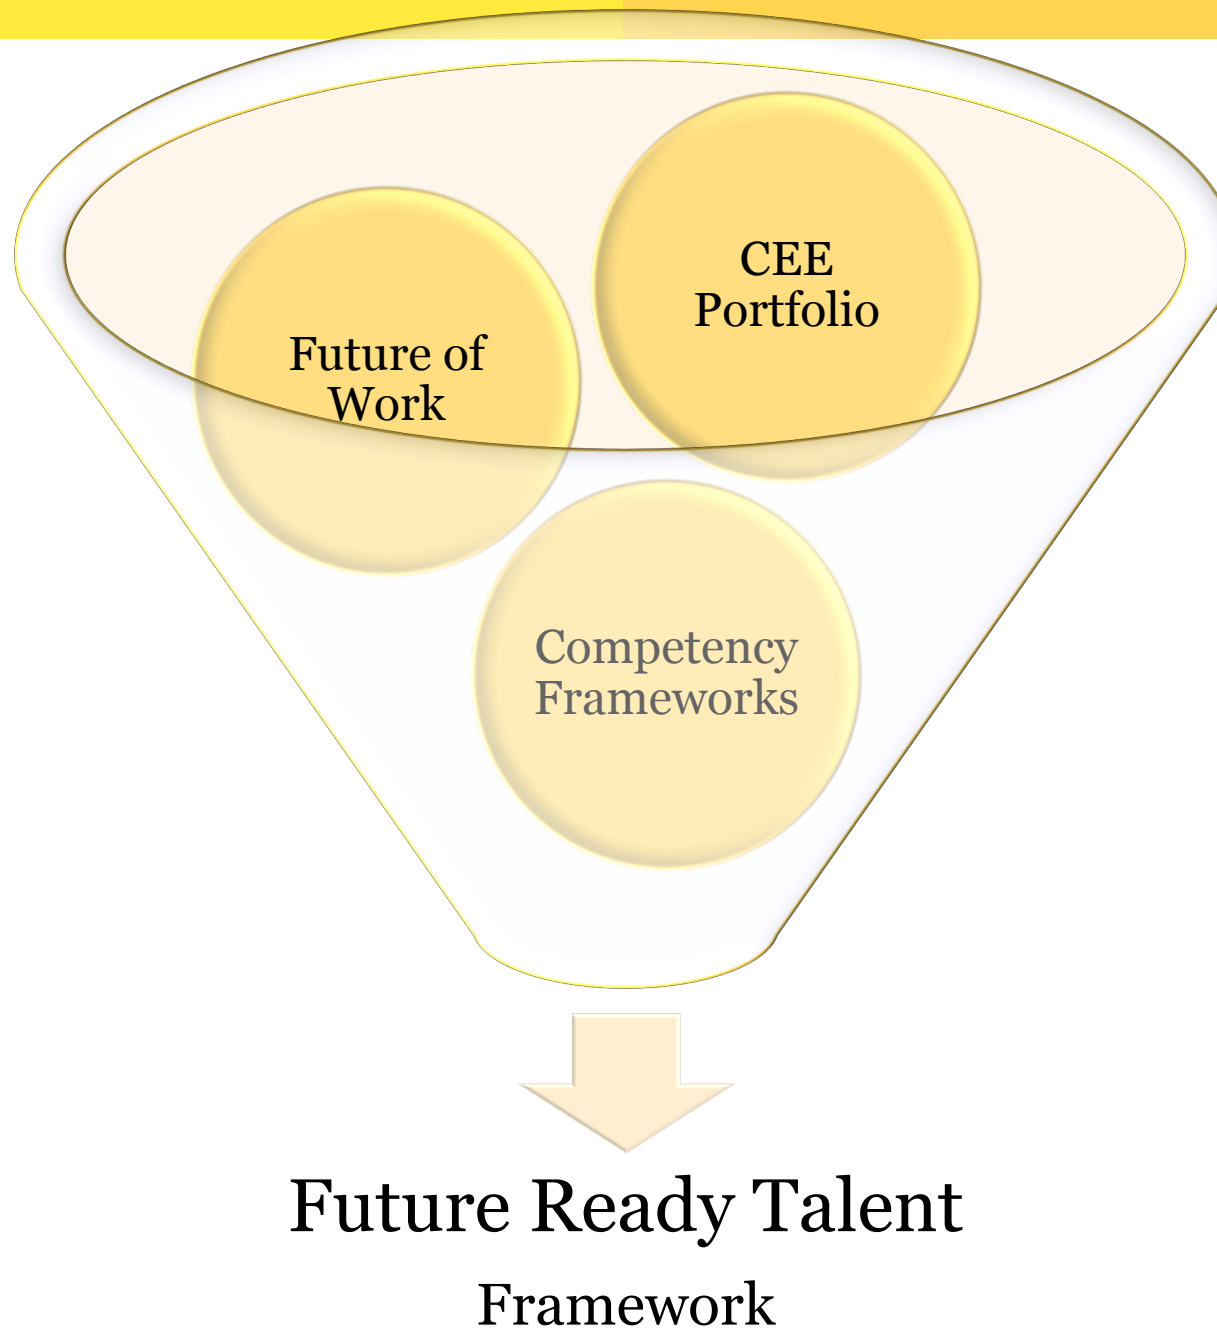 CEE
Portfolio
Future of
Work
Competency
Frameworks
Future Ready Talent
Framework